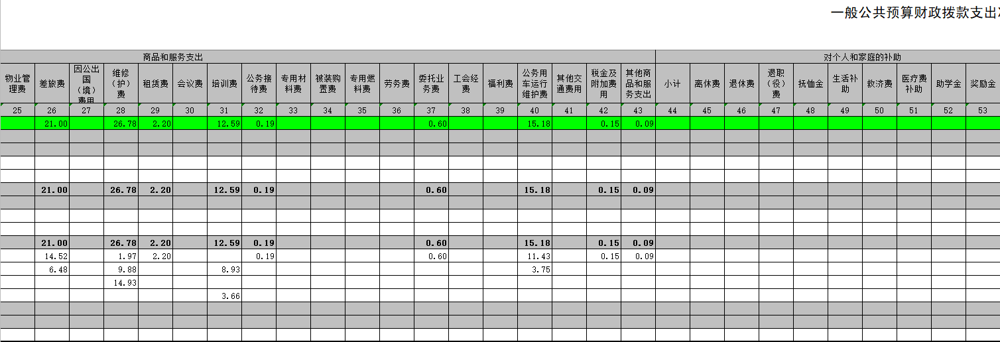 一般公共预算财政拨款支出
商品和服务支出 对个人和家庭的补助
物业管理费 差旅费 因公出国（境）费用 维修（护）费 租赁费 会议费 培训费 公务接待费 专用材料费 被装购置费 专用燃料费 劳务费 委托业务费 工会经费 福利费 公务用车运行维护费 其他交通费用 税金及附加费用 其他商品和服务支出 小计 离休费 退休费 退职（役）费 抚恤金 生活补助 救济费 医疗费补助 助学金 奖励金
25 26 27 28 29 30 31 32 33 34 35 36 37 38 39 40 41 42 43 44 45 46 47 48 49 50 51 52 53
21.00 26.78 2.20 12.59 0.19 0.60 15.18 0.15 0.09
21.00 26.78 2.20 12.59 0.19 0.60 15.18 0.15 0.09
21.00 26.78 2.20 12.59 0.19 0.60 15.18 0.15 0.09
14.52 1.97 2.20 0.19 0.60 11.43 0.15 0.09
6.48 9.88 8.93 3.75
14.93
3.66